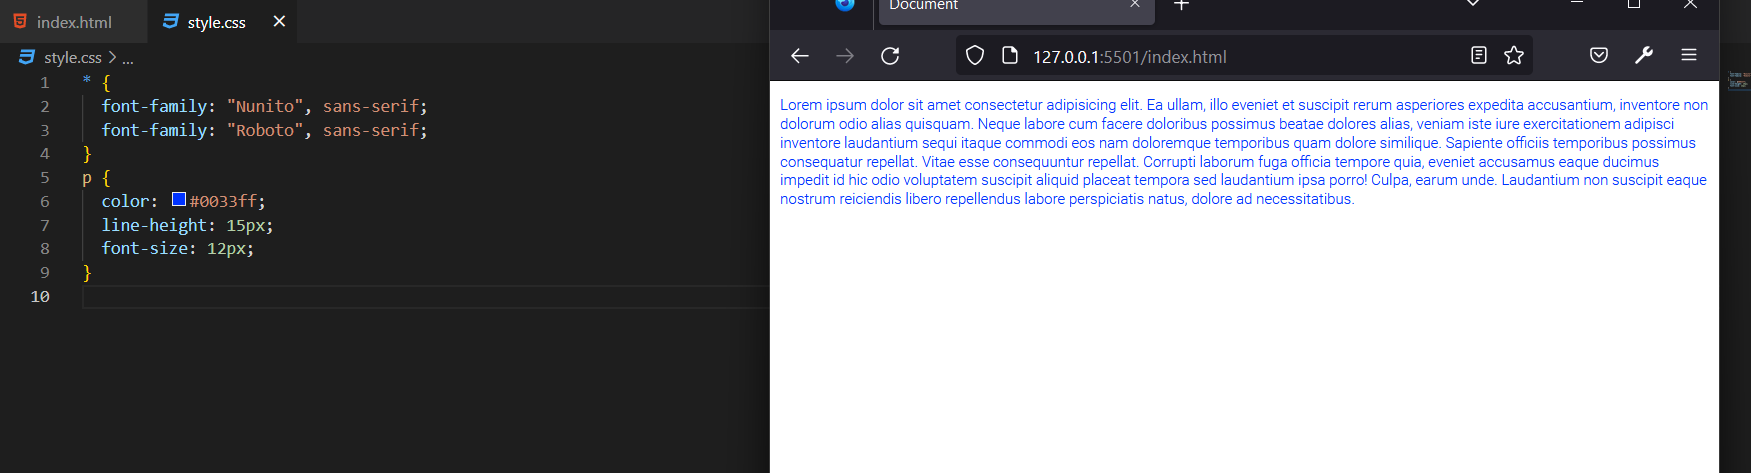 index.html
style.css
style.css > ...
1 * {
2 font-family: "Nunito", sans-serif;
3 font-family: "Roboto", sans-serif;
4 }
5 p {
6 color: #0033ff;
7 line-height: 15px;
8 font-size: 12px;
9 }
10
Document
127.0.0.1:5501/index.html
Lorem ipsum dolor sit amet consectetur adipisicing elit. Ea ullam, illo eveniet et suscipit rerum asperiores expedita accusantium, inventore non
dolorum odio alias quisquam. Neque labore cum facere doloribus possimus beatae dolores alias, veniam iste iure exercitationem adipisci
inventore laudantium sequi itaque commodi eos nam doloremque temporibus quam dolore similique. Sapiente officiis temporibus possimus
consequatur repellat. Vitae esse consequuntur repellat. Corrupti laborum fuga officia tempore quia, eveniet accusamus eaque ducimus
impedit id hic odio voluptatem suscipit aliquid placeat tempora sed laudantium ipsa porro! Culpa, earum unde. Laudantium non suscipit eaque
nostrum reiciendis libero repellendus labore perspiciatis natus, dolore ad necessitatibus.